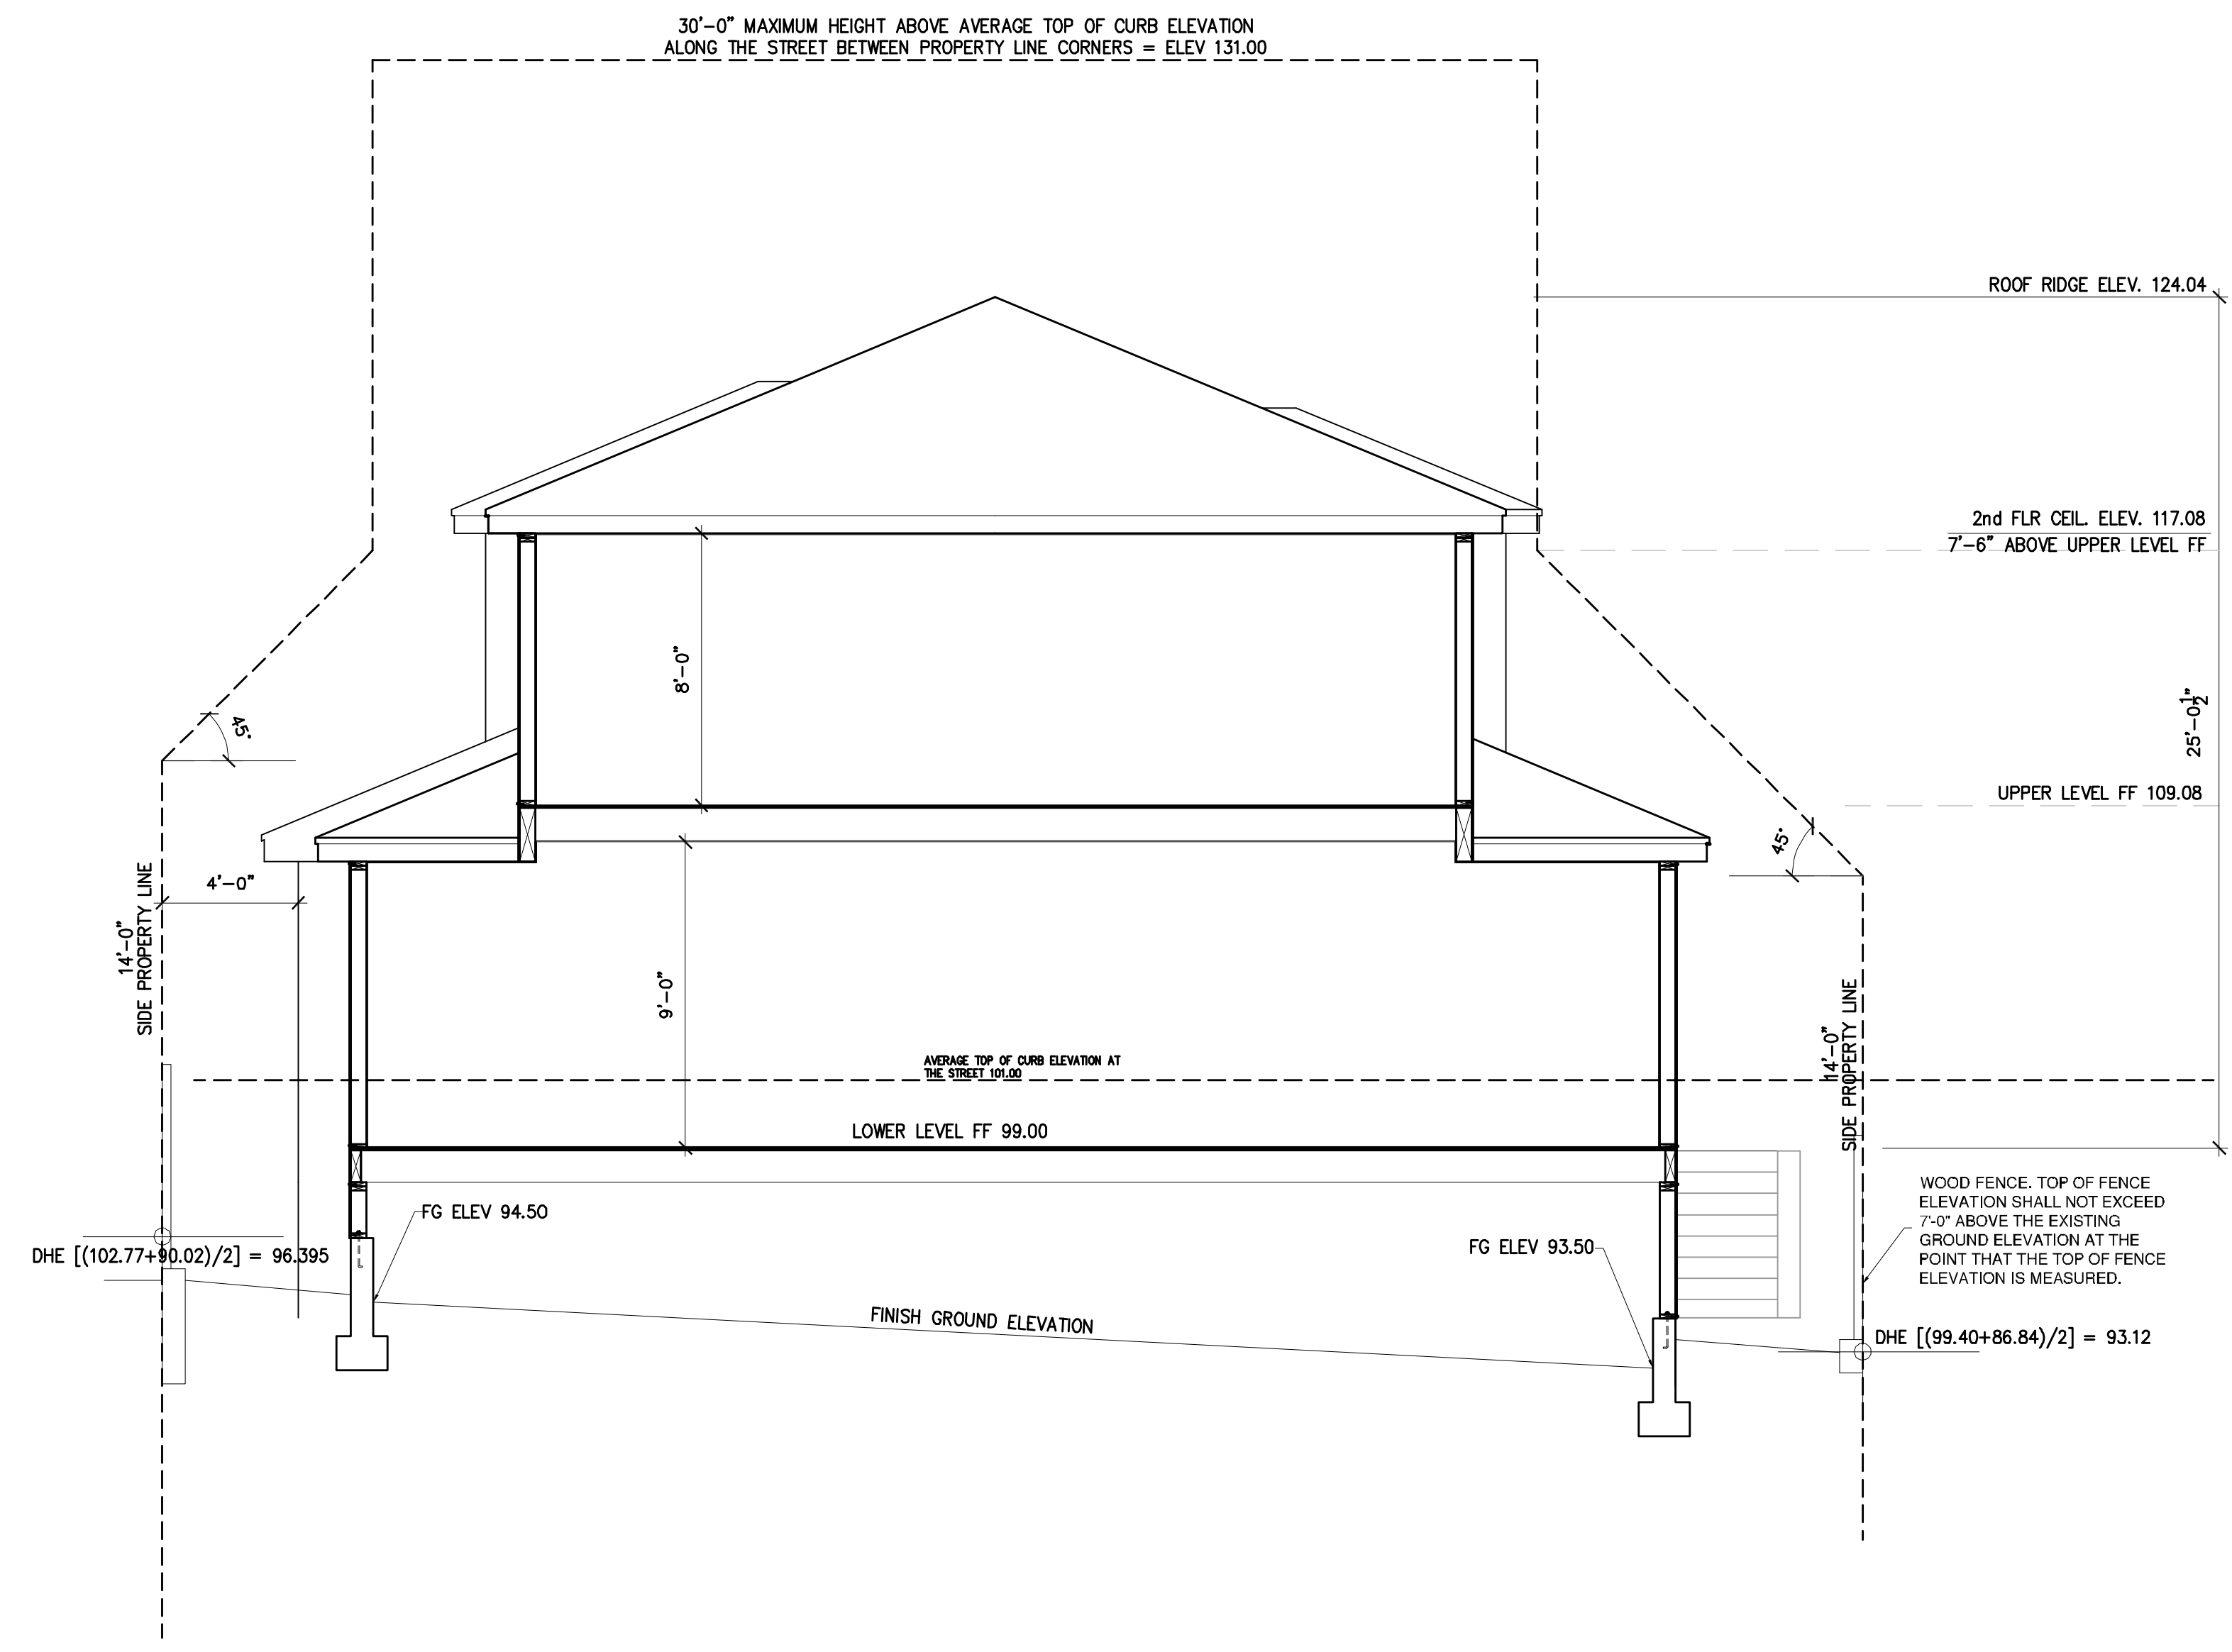 30'-0" MAXIMUM HEIGHT ABOVE AVERAGE TOP OF CURB ELEVATION
ALONG THE STREET BETWEEN PROPERTY LINE CORNERS = ELEV 131.00
ROOF RIDGE ELEV. 124.04
2nd FLR CEIL. ELEV. 117.08
7'-6" ABOVE UPPER LEVEL FF
8'-0"
45°
25'-0 1/2"
UPPER LEVEL FF 109.08
45°
4'-0"
14'-0"
SIDE PROPERTY LINE
9'-0"
AVERAGE TOP OF CURB ELEVATION AT
THE STREET 101.00
14'-0"
SIDE PROPERTY LINE
LOWER LEVEL FF 99.00
FG ELEV 94.50
DHE [(102.77+90.02)/2] = 96.395
FG ELEV 93.50
WOOD FENCE. TOP OF FENCE
ELEVATION SHALL NOT EXCEED
7'-0" ABOVE THE EXISTING
GROUND ELEVATION AT THE
POINT THAT THE TOP OF FENCE
ELEVATION IS MEASURED.
FINISH GROUND ELEVATION
DHE [(99.40+86.84)/2] = 93.12